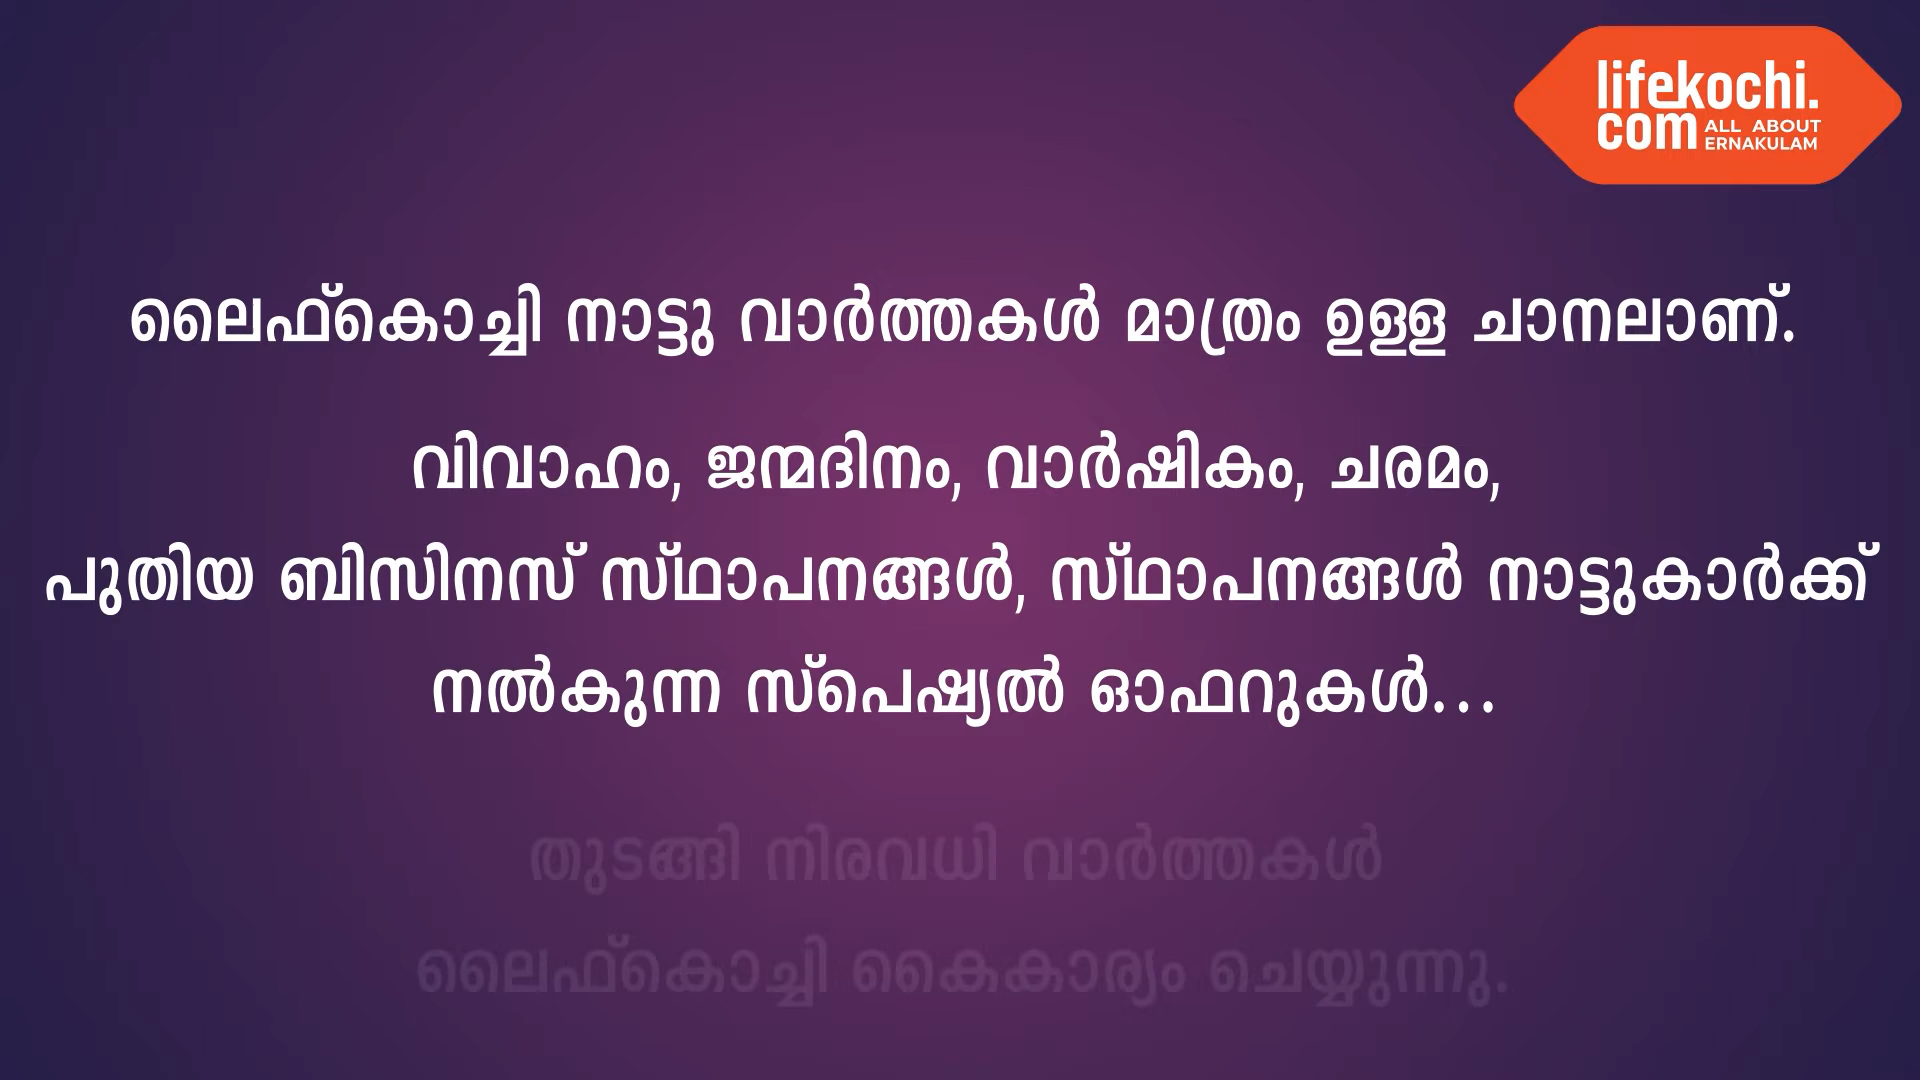 lifekochi.
com ALL ABOUT
ERNAKULAM
ലൈഫ്കൊച്ചി നാട്ടു വാർത്തകൾ മാത്രം ഉള്ള ചാനലാണ്.
വിവാഹം, ജന്മദിനം, വാർഷികം, ചരമം,
പുതിയ ബിസിനസ് സ്ഥാപനങ്ങൾ, സ്ഥാപനങ്ങൾ നാട്ടുകാർക്ക്
നൽകുന്ന സ്പെഷ്യൽ ഓഫറുകൾ...
തുടങ്ങി നിരവധി വാർത്തകൾ
ലൈഫ്കൊച്ചി കൈകാര്യം ചെയ്യുന്നു.